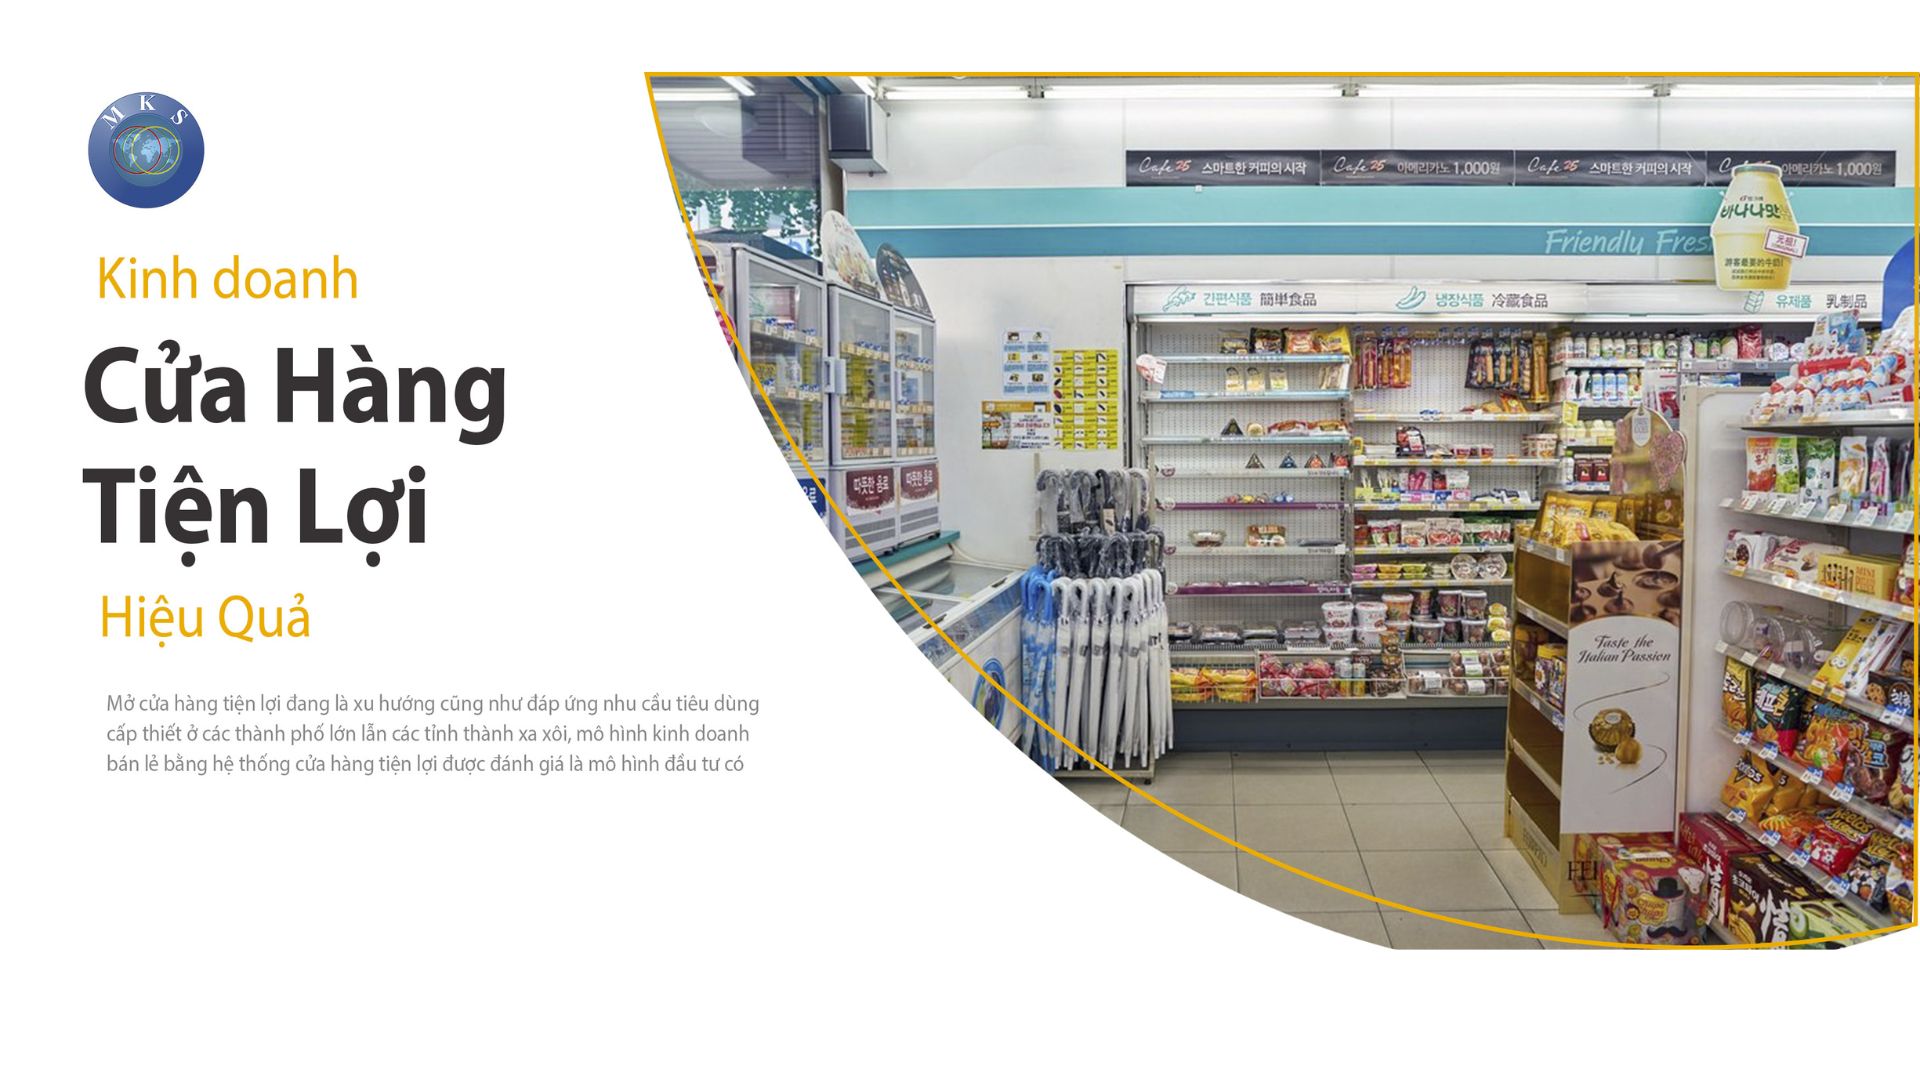 MKS
Kinh doanh
Cửa Hàng
Tiện Lợi
Hiệu Quả
Mở cửa hàng tiện lợi đang là xu hướng cũng như đáp ứng nhu cầu tiêu dùng
cấp thiết ở các thành phố lớn lẫn các tỉnh thành xa xôi, mô hình kinh doanh
bán lẻ bằng hệ thống cửa hàng tiện lợi được đánh giá là mô hình đầu tư có
Cafe 25 스마트한 커피의 시작 Cafe 25 아메리카노 1,000원 Cafe 25 스마트한 커피의 시작 아메리카노 1,000원
Friendly
바나나맛
元祖!
간편식품 簡単食品 냉장식품 冷藏食品 유제품 乳制品
따뜻한 음료 따뜻한 음료
Taste the
Italian Passion
Chupa
Chups